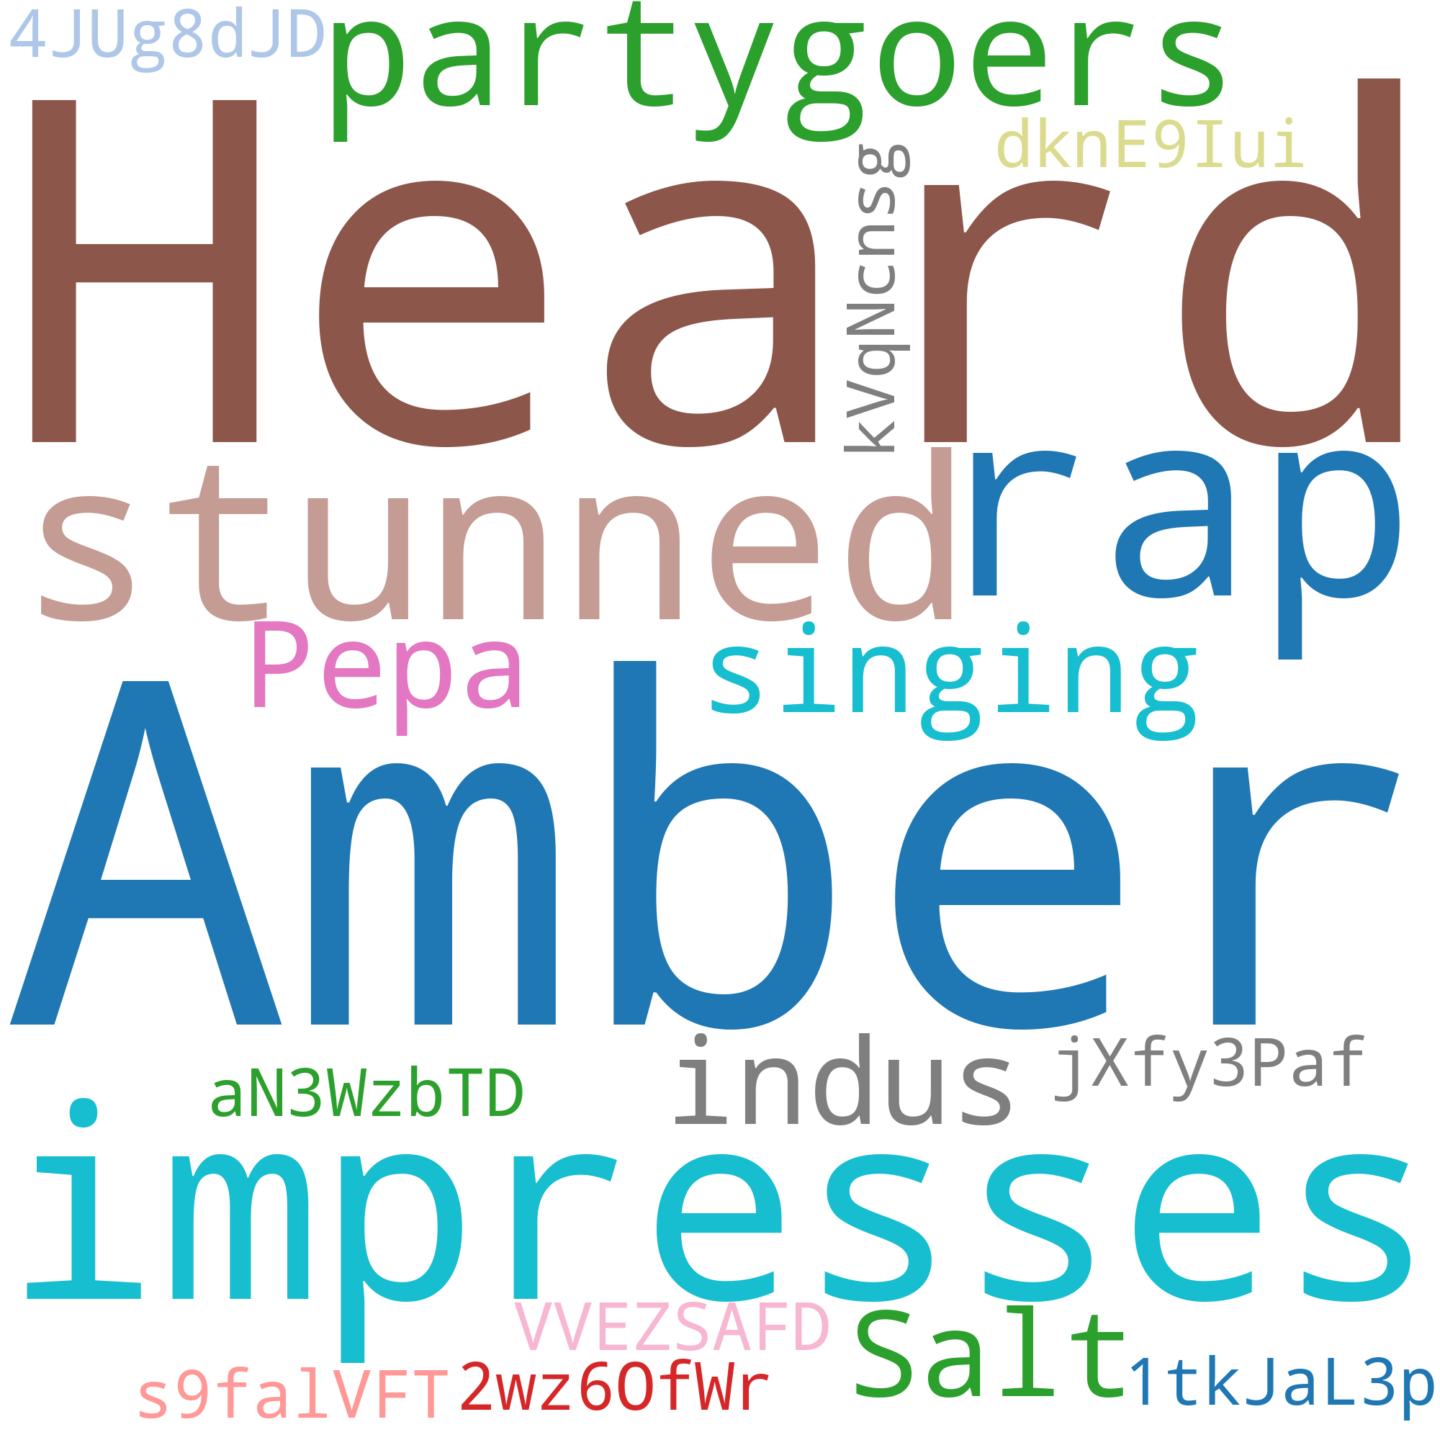 4JUg8dJD partygoers
dknE9Iui
Heard
kVqNcnsg
stunned rap
Pepa singing
Amber
aN3WzbTD indus jXfy3Paf
impresses
VVEZSAFD Salt
s9falVFT 2wz6OfWr 1tkJaL3p